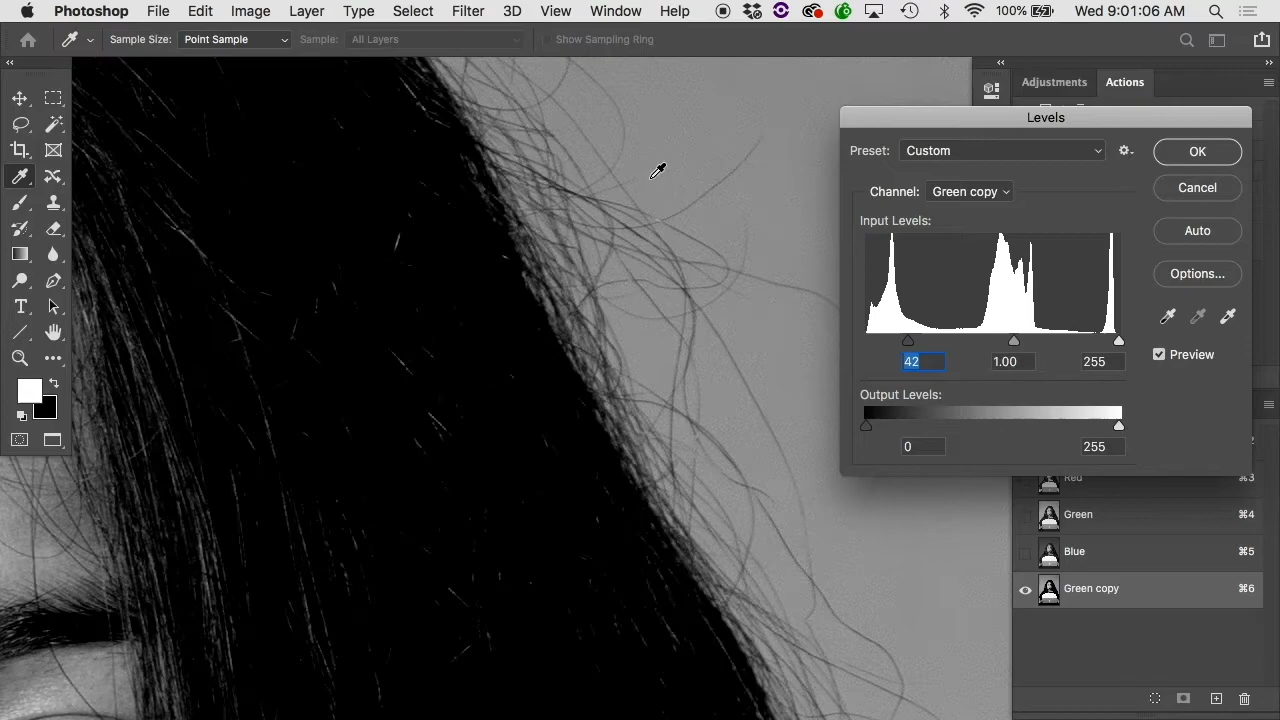 Photoshop File Edit Image Layer Type Select Filter 3D View Window Help 100% Wed 9:01:06 AM
Sample Size: Point Sample Sample: All Layers Show Sampling Ring
Adjustments Actions
Levels
Preset: Custom OK
Channel: Green copy Cancel
Input Levels: Auto
Options...
42 1.00 255 Preview
Output Levels:
0 255
Red ⌘3
Green ⌘4
Blue ⌘5
Green copy ⌘6